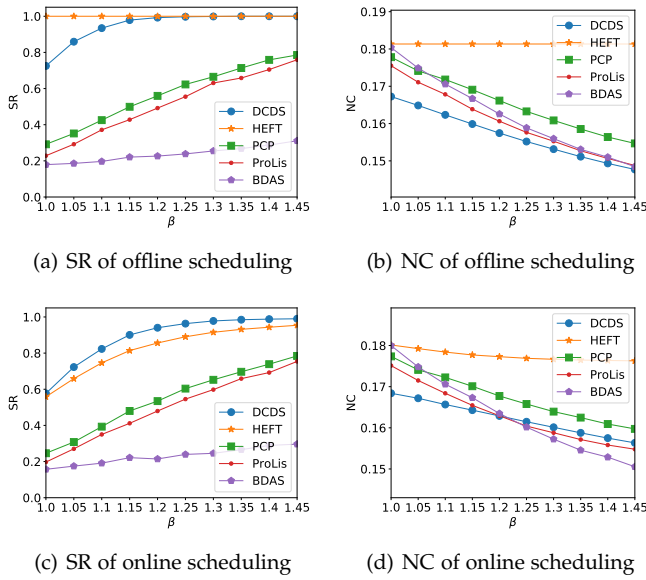 1.0
0.8
0.6
0.4
0.2
0.0
SR
1.0 1.05 1.1 1.15 1.2 1.25 1.3 1.35 1.4 1.45
β
DCDS
HEFT
PCP
ProLis
BDAS
(a) SR of offline scheduling
0.19
0.18
0.17
0.16
0.15
NC
1.0 1.05 1.1 1.15 1.2 1.25 1.3 1.35 1.4 1.45
β
DCDS
HEFT
PCP
ProLis
BDAS
(b) NC of offline scheduling
1.0
0.8
0.6
0.4
0.2
0.0
SR
1.0 1.05 1.1 1.15 1.2 1.25 1.3 1.35 1.4 1.45
β
DCDS
HEFT
PCP
ProLis
BDAS
(c) SR of online scheduling
0.18
0.17
0.16
0.15
NC
1.0 1.05 1.1 1.15 1.2 1.25 1.3 1.35 1.4 1.45
β
DCDS
HEFT
PCP
ProLis
BDAS
(d) NC of online scheduling